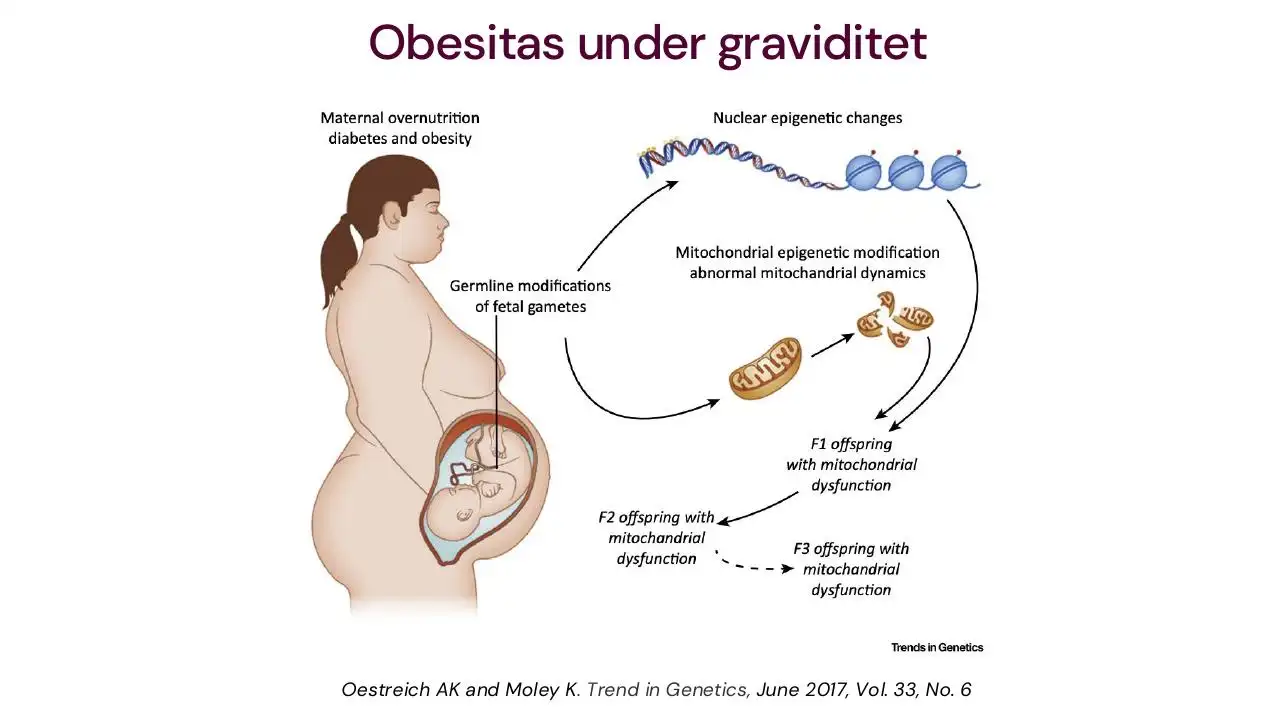 Obesitas under graviditet
Maternal overnutrition
diabetes and obesity
Nuclear epigenetic changes
Mitochondrial epigenetic modification
abnormal mitochandrial dynamics
Germline modifications
of fetal gametes
F1 offspring
with mitochondrial
dysfunction
F2 offspring with
mitochondrial
dysfunction
F3 offspring with
mitochondrial
dysfunction
Trends in Genetics
Oestreich AK and Moley K. Trend in Genetics, June 2017, Vol. 33, No. 6